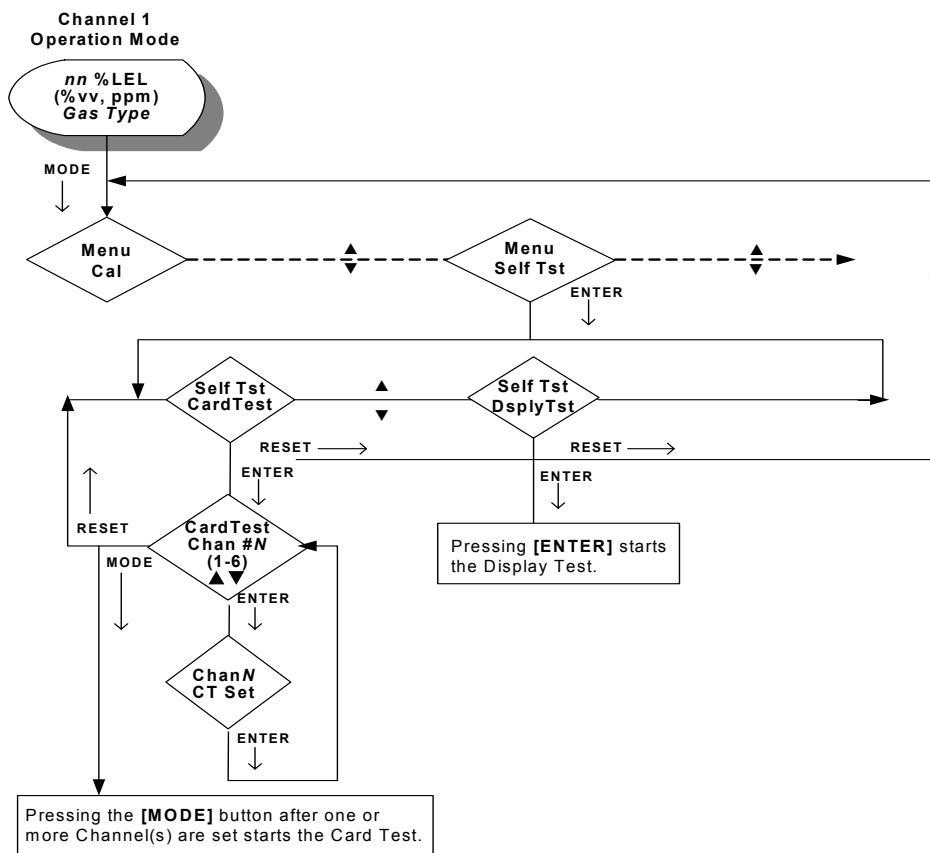 Channel 1
Operation Mode
nn %LEL
(%vv, ppm)
Gas Type
MODE
Menu
Cal
Menu
Self Tst
ENTER
Self Tst
CardTest
Self Tst
DsplyTst
RESET
RESET
ENTER
ENTER
RESET
CardTest
Chan #N
(1-6)
MODE
Pressing [ENTER] starts
the Display Test.
ENTER
ChanN
CT Set
ENTER
Pressing the [MODE] button after one or
more Channel(s) are set starts the Card Test.